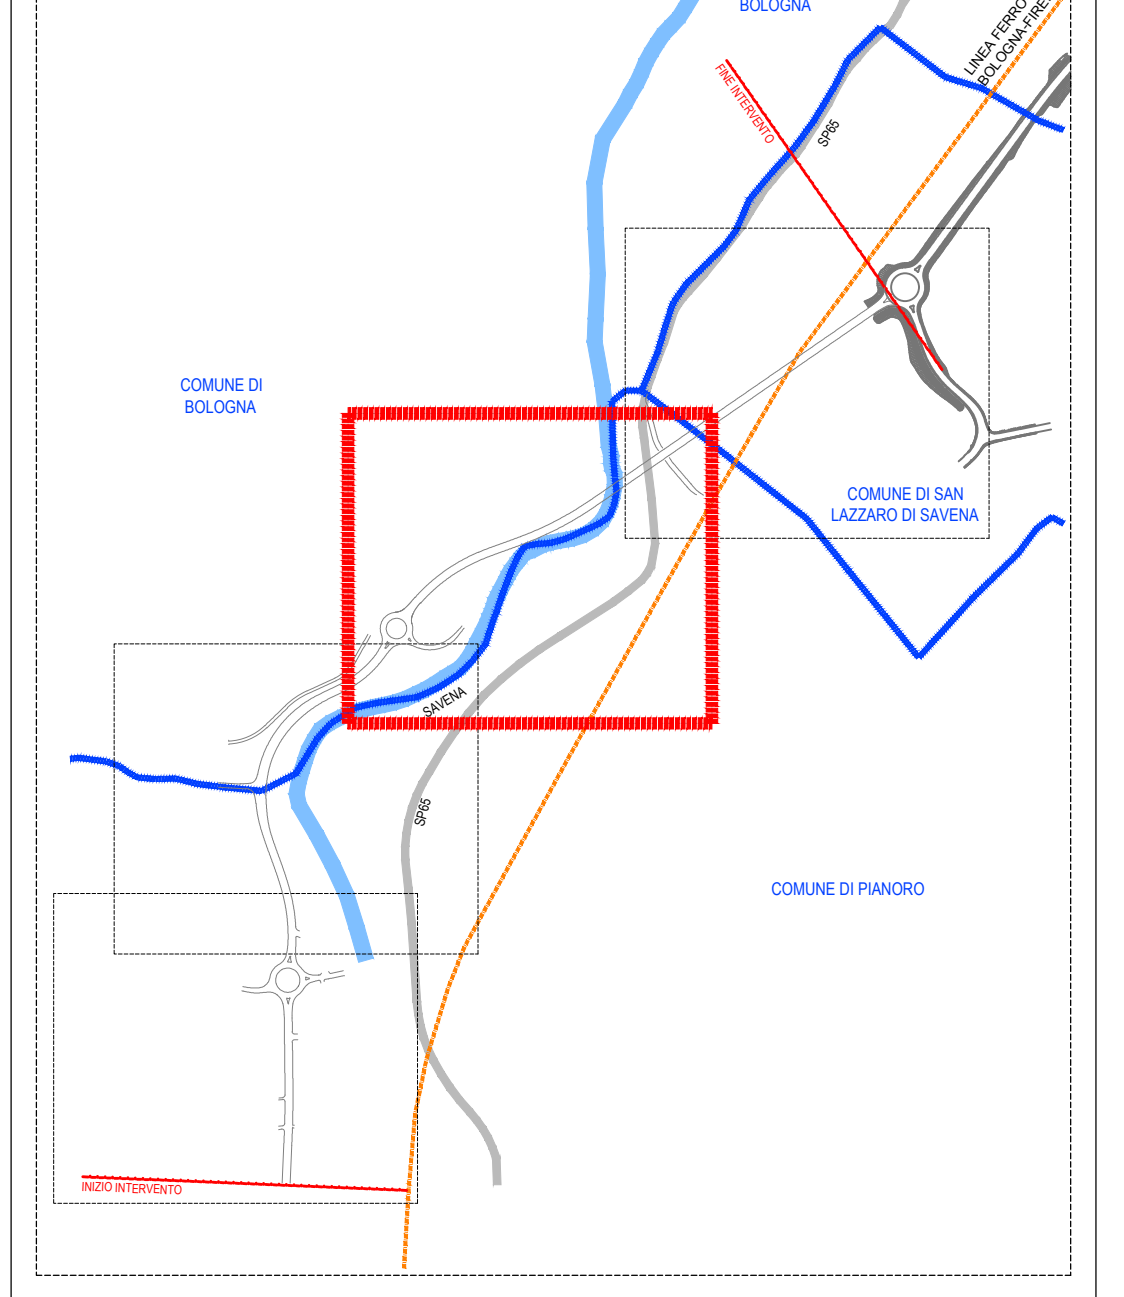 BOLOGNA
LINEA FERRO
BOLOGNA-FIRE
FINE INTERVENTO
SP65
COMUNE DI
BOLOGNA
COMUNE DI SAN
LAZZARO DI SAVENA
SAVENA
SP65
COMUNE DI PIANORO
INIZIO INTERVENTO